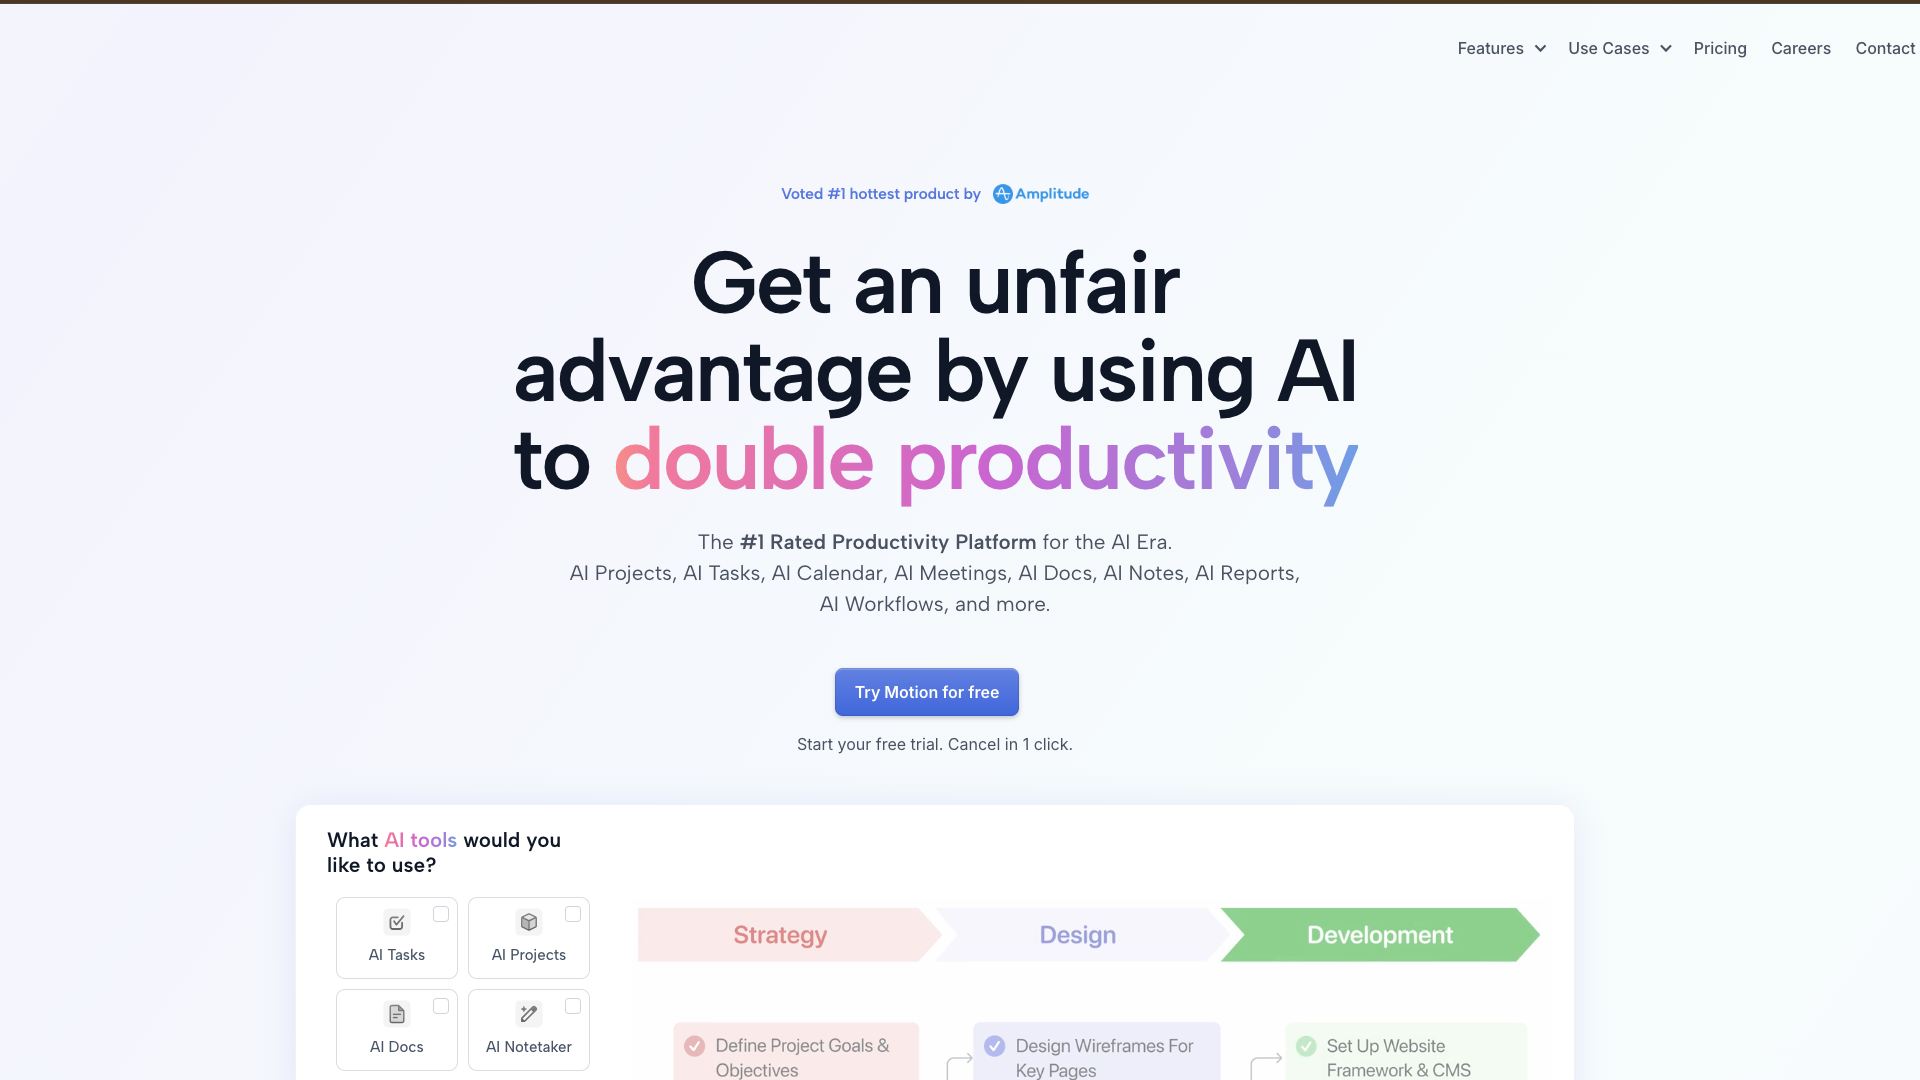 Features Use Cases Pricing Careers Contact
Voted #1 hottest product by Amplitude
Get an unfair
advantage by using AI
to double productivity
The #1 Rated Productivity Platform for the AI Era.
AI Projects, AI Tasks, AI Calendar, AI Meetings, AI Docs, AI Notes, AI Reports,
AI Workflows, and more.
Try Motion for free
Start your free trial. Cancel in 1 click.
What AI tools would you
like to use?
AI Tasks
AI Projects
AI Docs
AI Notetaker
Strategy
Design
Development
Define Project Goals &
Objectives
Design Wireframes For
Key Pages
Set Up Website
Framework & CMS